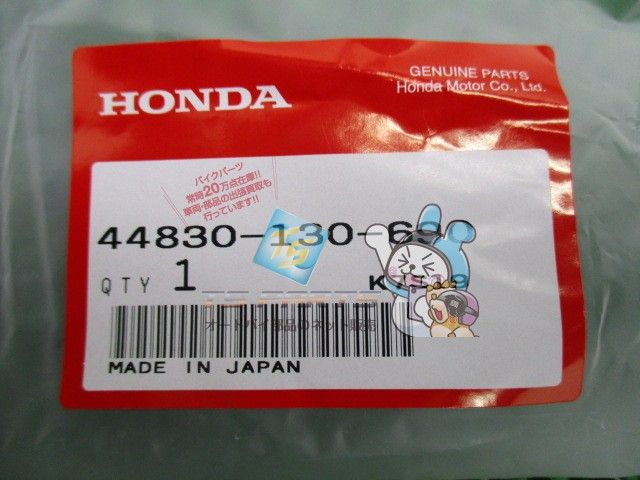 HONDA
GENUINE PARTS
Honda Motor Co., Ltd.
バイクパーツ
常時20万点在庫!!
車両・部品の出張買取も
行っています!!
QTY 1
オートバイ部品のネット販売
MADE IN JAPAN